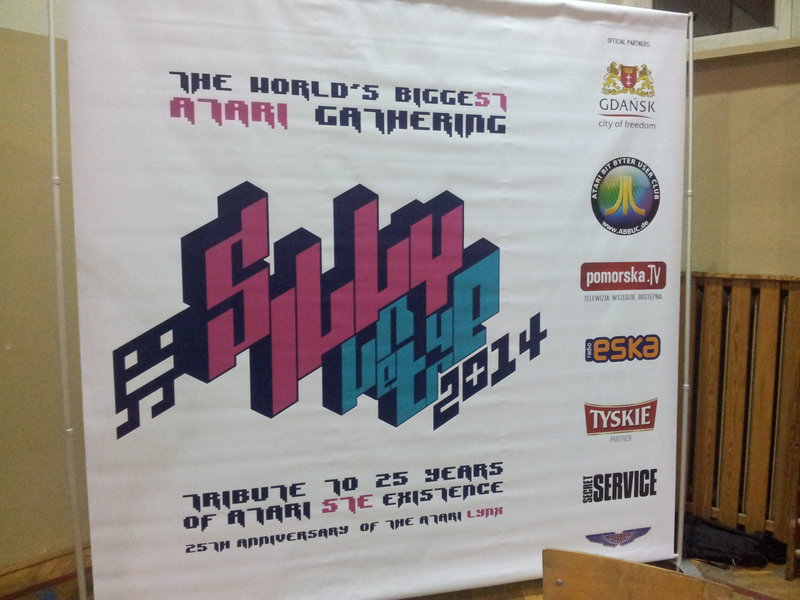 THE WORLD'S BIGGEST
ATARI GATHERING
SILLY
venture
2014
TRIBUTE TO 25 YEARS
OF ATARI STE EXISTENCE
25TH ANNIVERSARY OF THE ATARI LYNX
OFFICIAL PARTNERS:
GDAŃSK
city of freedom
ATARI BIT BYTER USER CLUB
www.ABBUC.de
pomorska.TV
TELEWIZJA WSZĘDZIE DOSTĘPNA
radio eska
TYSKIE
PARTNER
SECRET SERVICE